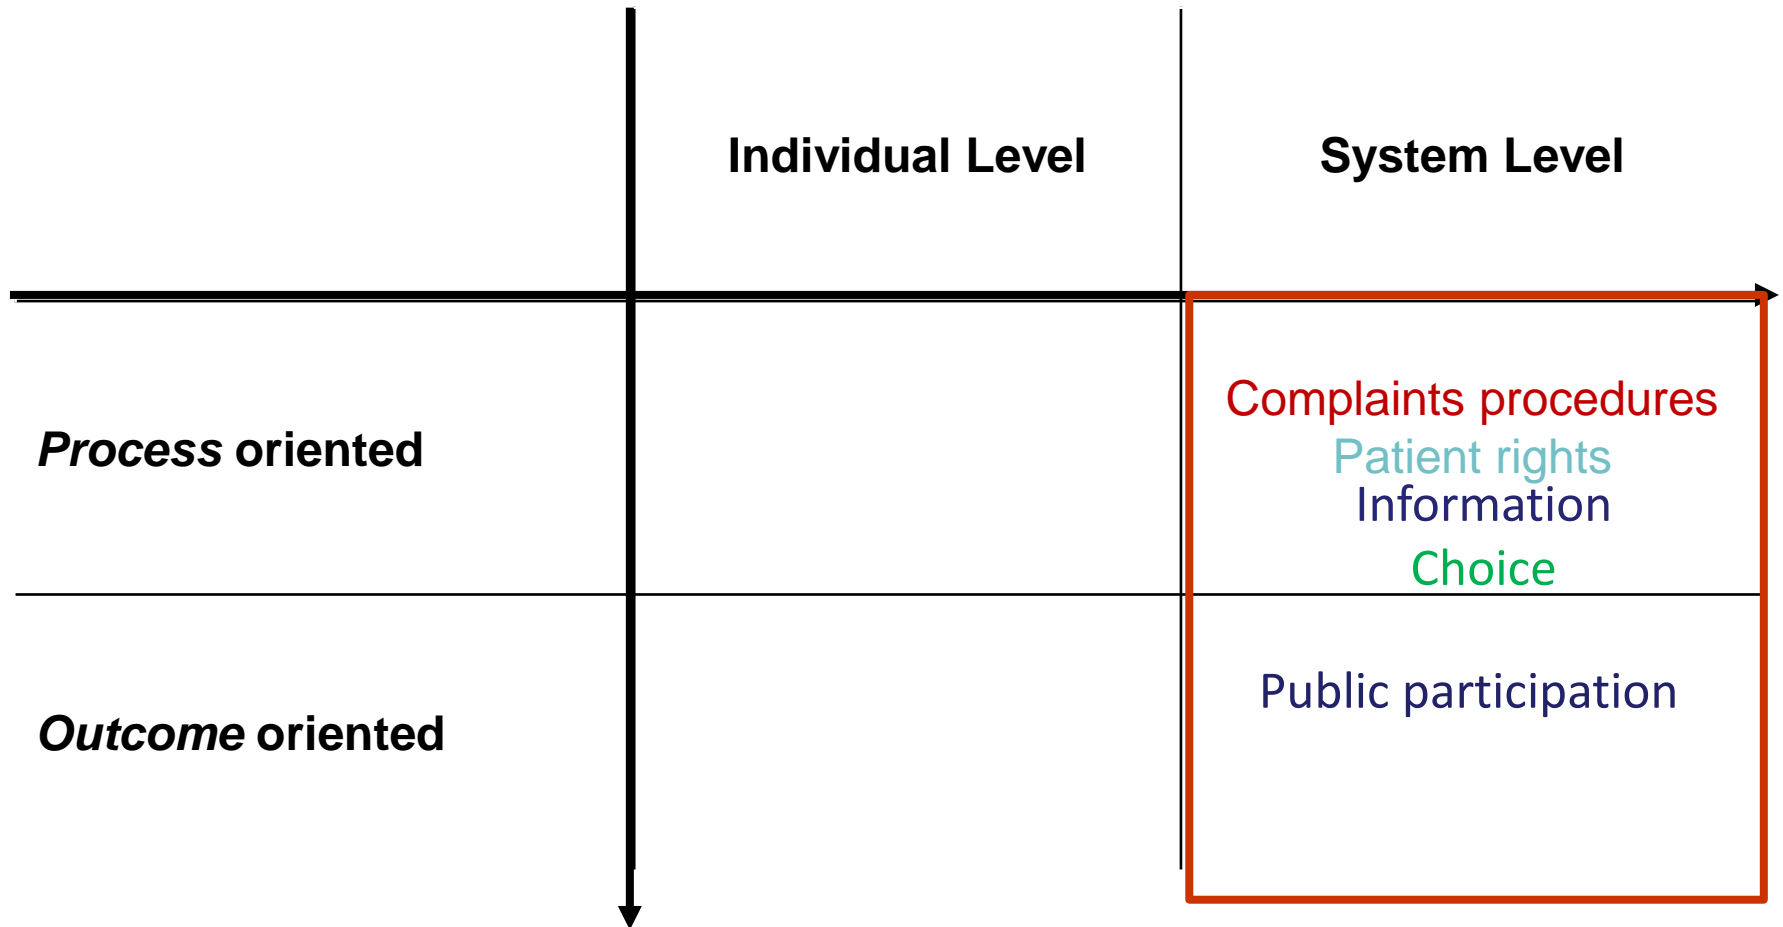 Individual Level
System Level
Process oriented
Complaints procedures
Patient rights
Information
Choice
Outcome oriented
Public participation